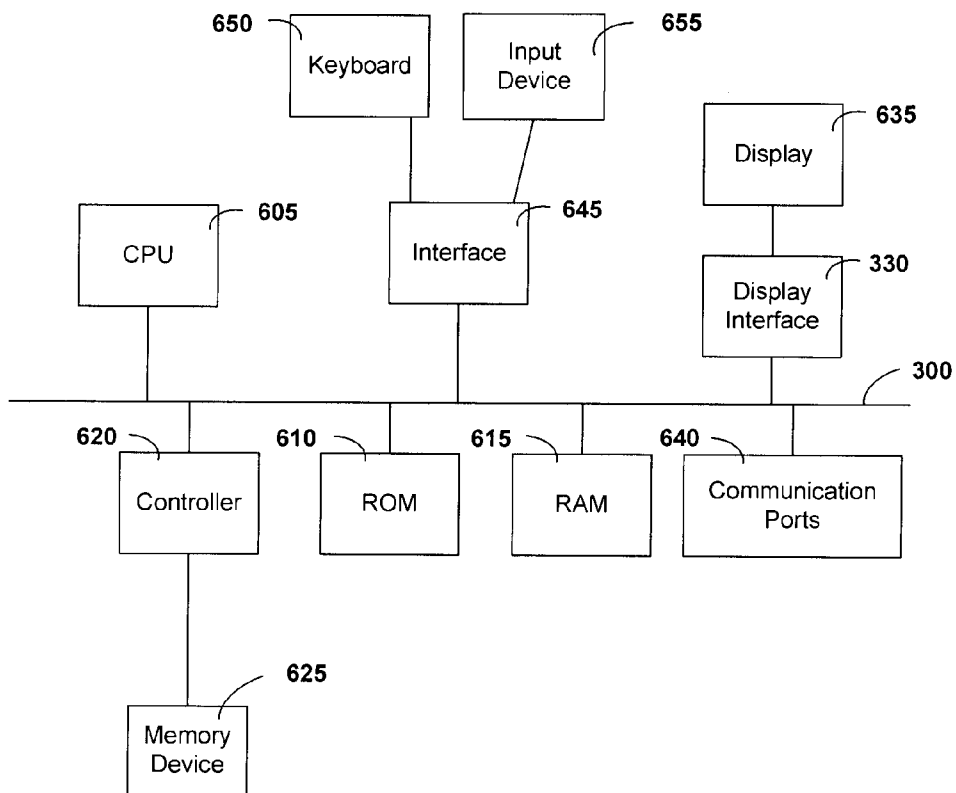 650
Keyboard
655
Input
Device
635
Display
605
CPU
645
Interface
330
Display
Interface
300
620
Controller
610
ROM
615
RAM
640
Communication
Ports
625
Memory
Device